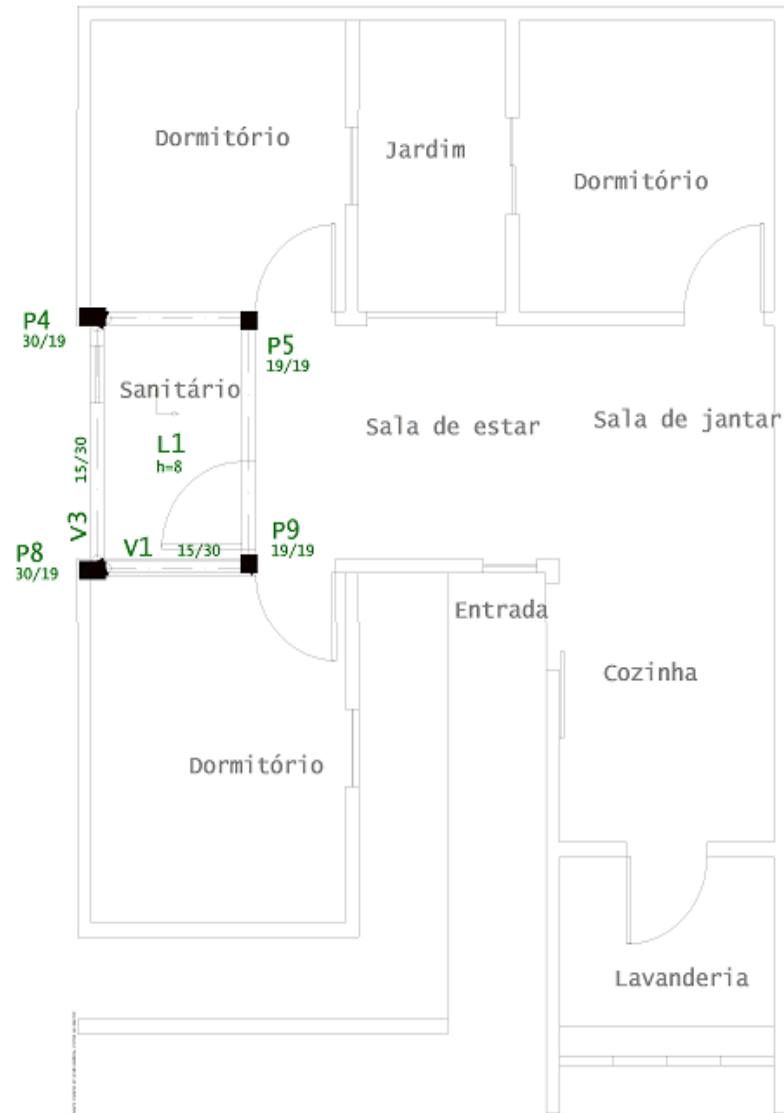 Dormitório
Jardim
Dormitório
P4
30/19
P5
19/19
Sanitário
Sala de estar
Sala de jantar
L1
h=8
15/30
V3
P8
30/19
V1
15/30
P9
19/19
Entrada
Cozinha
Dormitório
Lavanderia